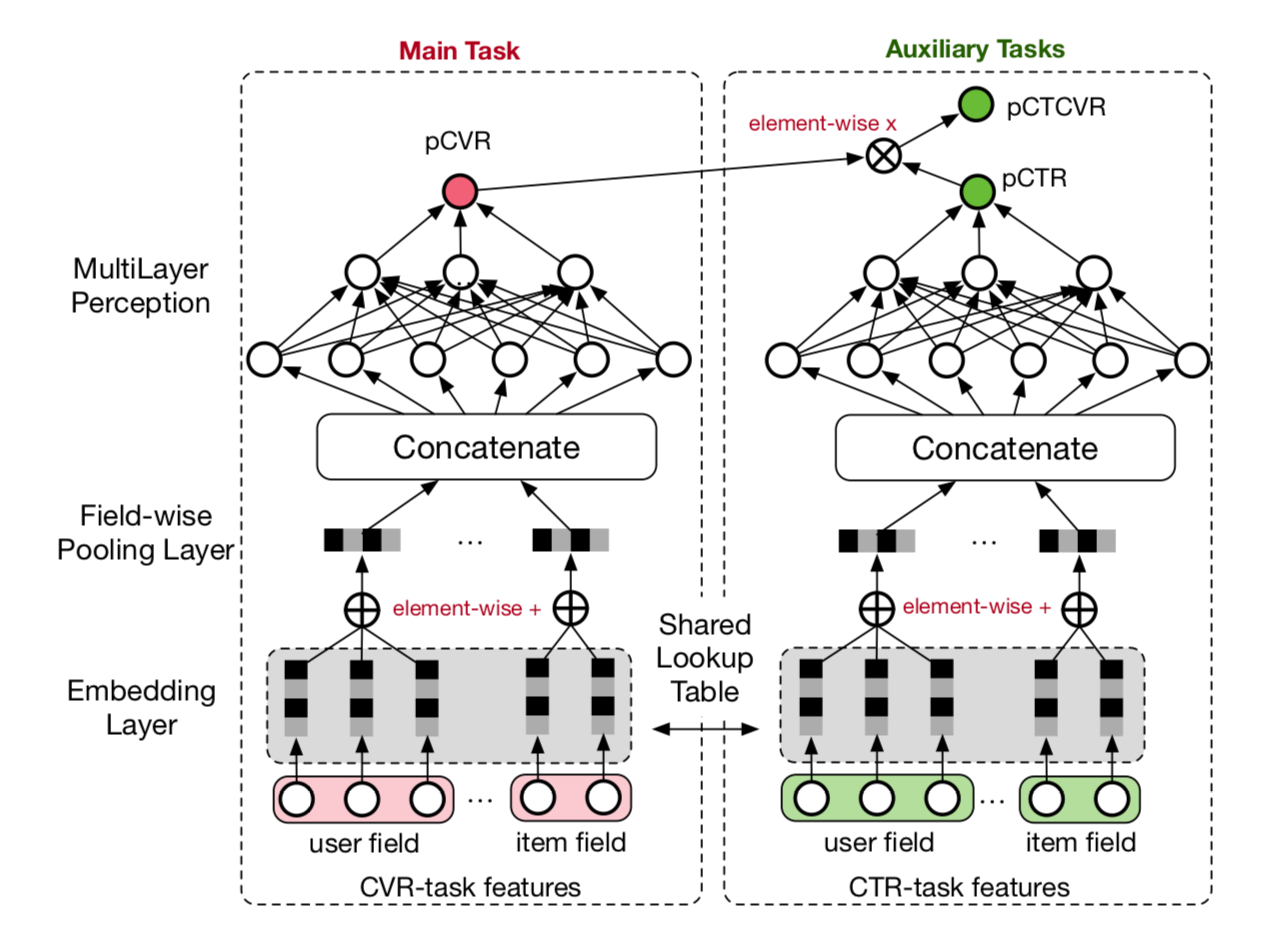 Main Task
Auxiliary Tasks
pCTCVR
element-wise x
pCVR
pCTR
MultiLayer
Perception
Concatenate
Concatenate
Field-wise
Pooling Layer
...
...
element-wise +
element-wise +
Shared
Lookup
Table
Embedding
Layer
...
...
user field
item field
user field
item field
CVR-task features
CTR-task features